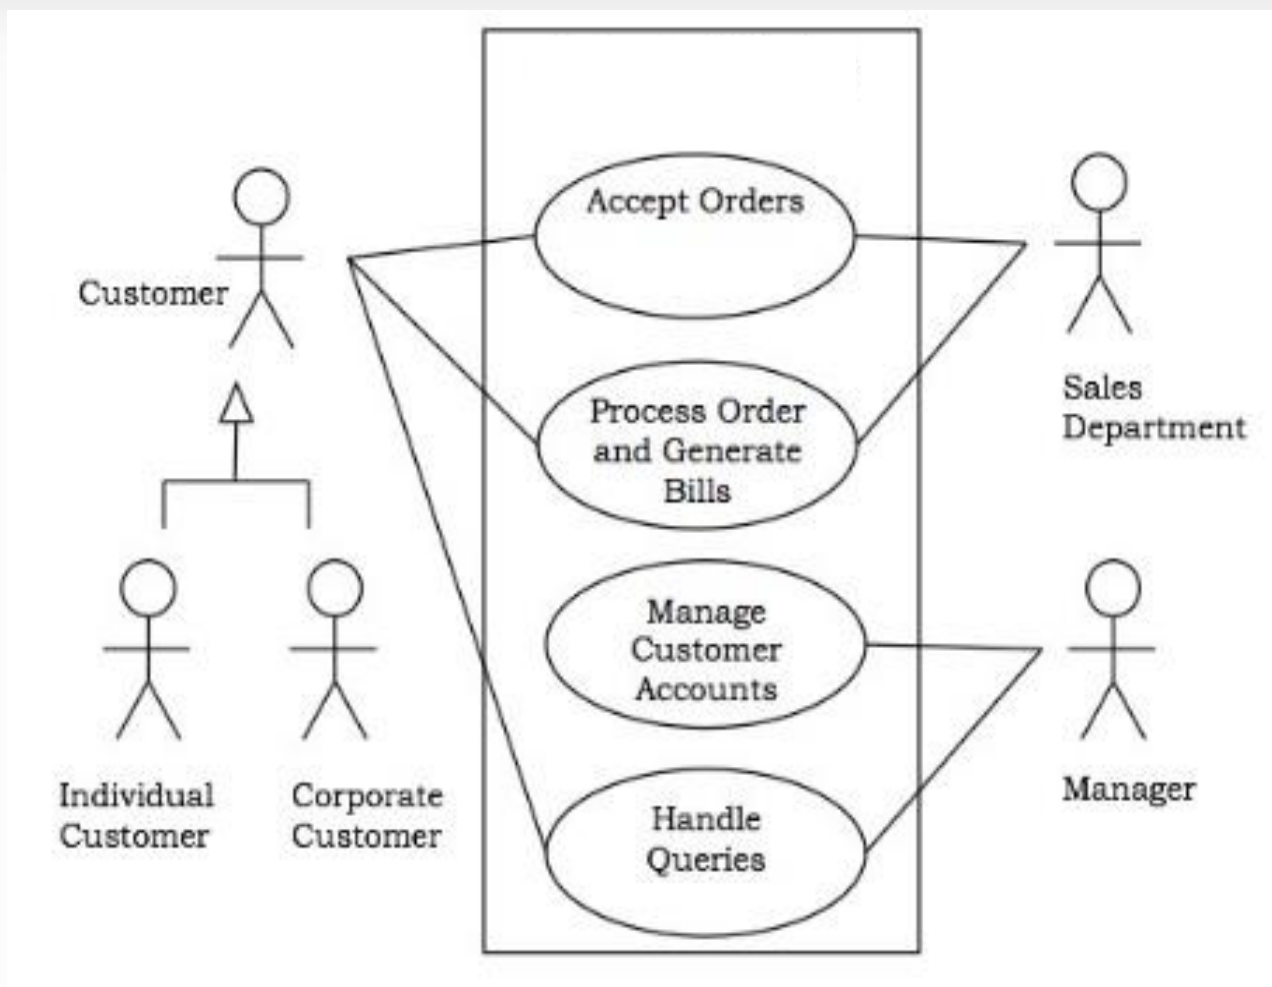 Accept Orders
Customer
Sales
Department
Process Order
and Generate
Bills
Manage
Customer
Accounts
Manager
Individual
Customer
Corporate
Customer
Handle
Queries